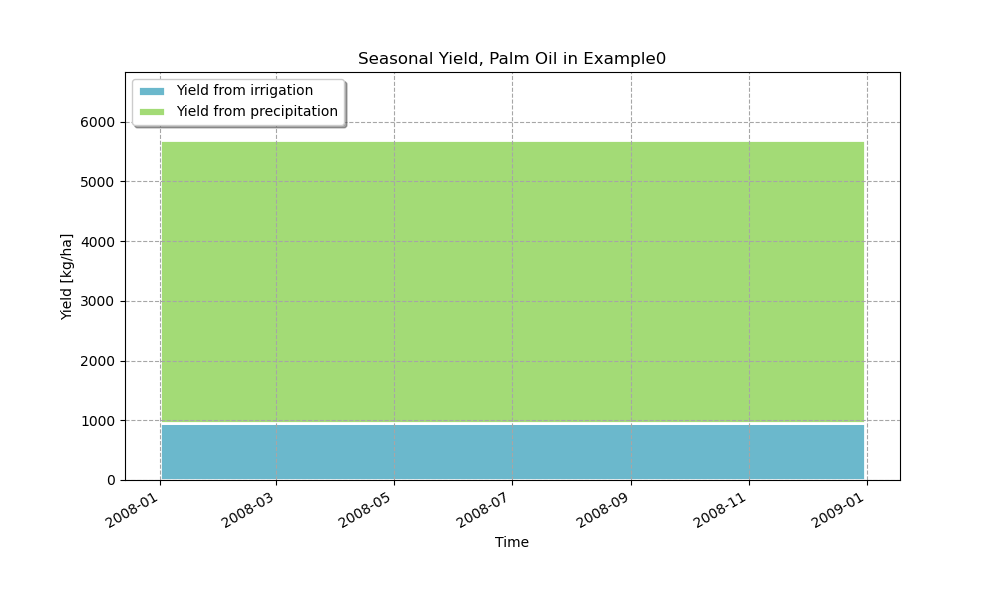 Seasonal Yield, Palm Oil in Example0
Yield from irrigation
Yield from precipitation
Yield [kg/ha]
6000
5000
4000
3000
2000
1000
0
2008-01
2008-03
2008-05
2008-07
2008-09
2008-11
2009-01
Time